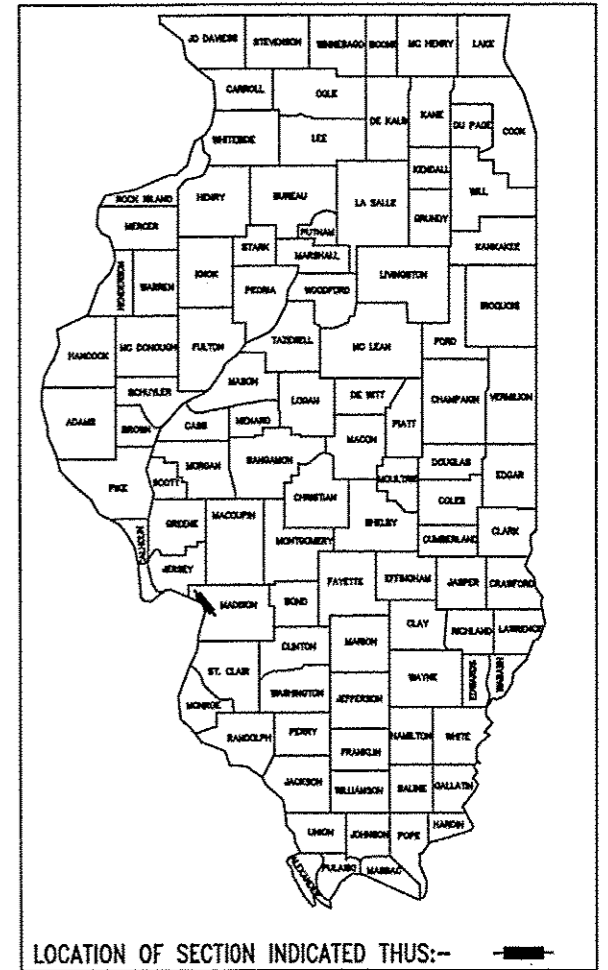 JO DAVIESS STEVENSON WINNEBAGO BOONE MC HENRY LAKE
CARROLL OGLE DE KALB KANE DU PAGE COOK
WHITESIDE LEE KENDALL WILL
ROCK ISLAND HENRY BUREAU LA SALLE GRUNDY
MERCER STARK PUTNAM KANKAKEE
HENDERSON WARREN KNOX MARSHALL LIVINGSTON
PEORIA WOODFORD IROQUOIS
HANCOCK MC DONOUGH FULTON TAZEWELL MC LEAN FORD
SCHUYLER MASON LOGAN DE WITT CHAMPAIGN VERMILION
ADAMS BROWN CASS MENARD MACON PIATT
MORGAN SANGAMON DOUGLAS EDGAR
PIKE SCOTT CHRISTIAN MOULTRIE COLES
CALHOUN GREENE MACOUPIN MONTGOMERY SHELBY CUMBERLAND CLARK
JERSEY FAYETTE EFFINGHAM JASPER CRAWFORD
MADISON BOND CLAY RICHLAND LAWRENCE
CLINTON MARION
ST. CLAIR WAYNE EDWARDS WABASH
MONROE WASHINGTON JEFFERSON
RANDOLPH PERRY HAMILTON WHITE
FRANKLIN
JACKSON WILLIAMSON SALINE GALLATIN
UNION JOHNSON POPE HARDIN
ALEXANDER PULASKI MASSAC
LOCATION OF SECTION INDICATED THUS:-